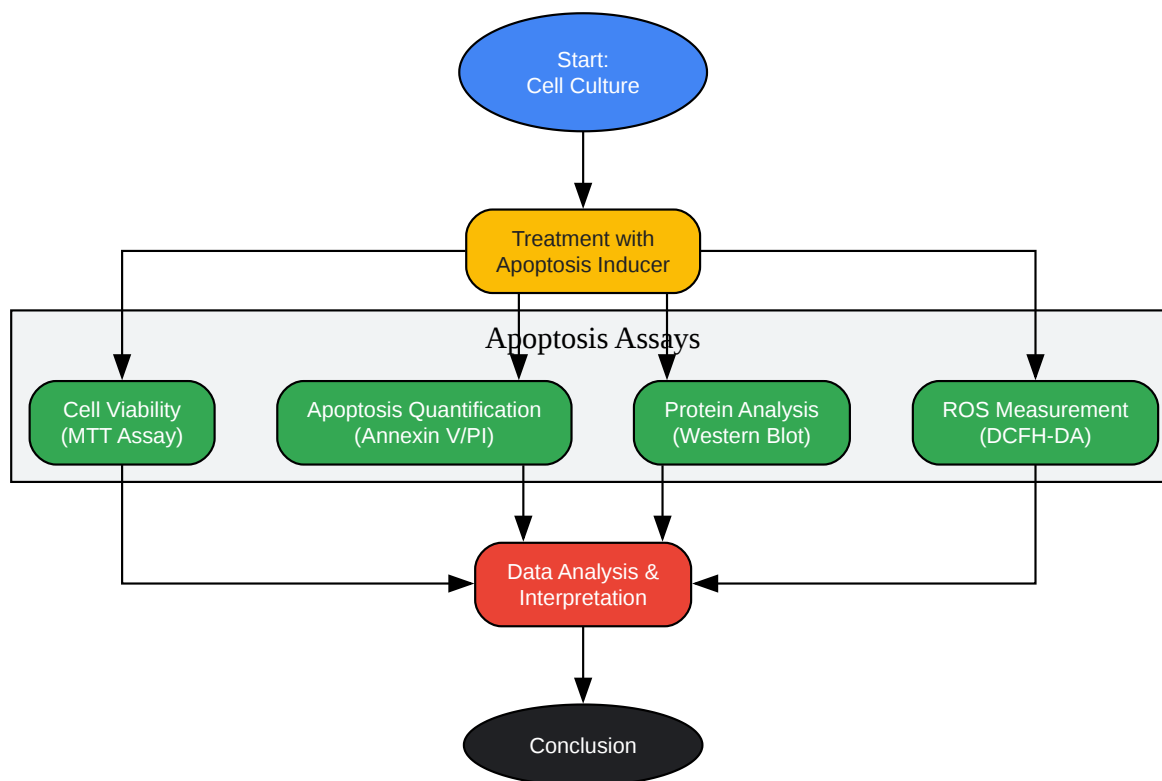 Start:
Cell Culture
Treatment with
Apoptosis Inducer
Apoptosis Assays
Cell Viability
(MTT Assay)
Apoptosis Quantification
(Annexin V/PI)
Protein Analysis
(Western Blot)
ROS Measurement
(DCFH-DA)
Data Analysis &
Interpretation
Conclusion